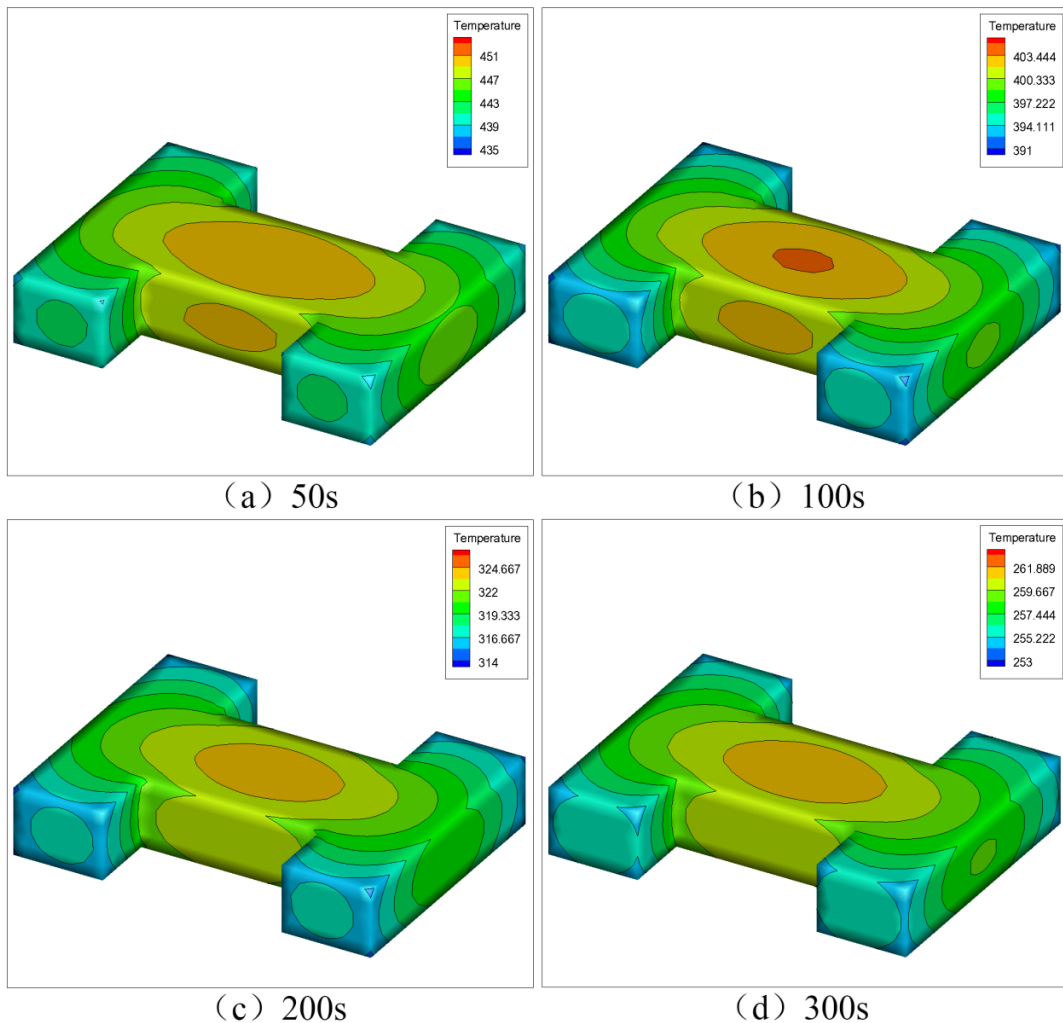 Temperature
451
447
443
439
435
(a) 50s
Temperature
403.444
400.333
397.222
394.111
391
(b) 100s
Temperature
324.667
322
319.333
316.667
314
(c) 200s
Temperature
261.889
259.667
257.444
255.222
253
(d) 300s